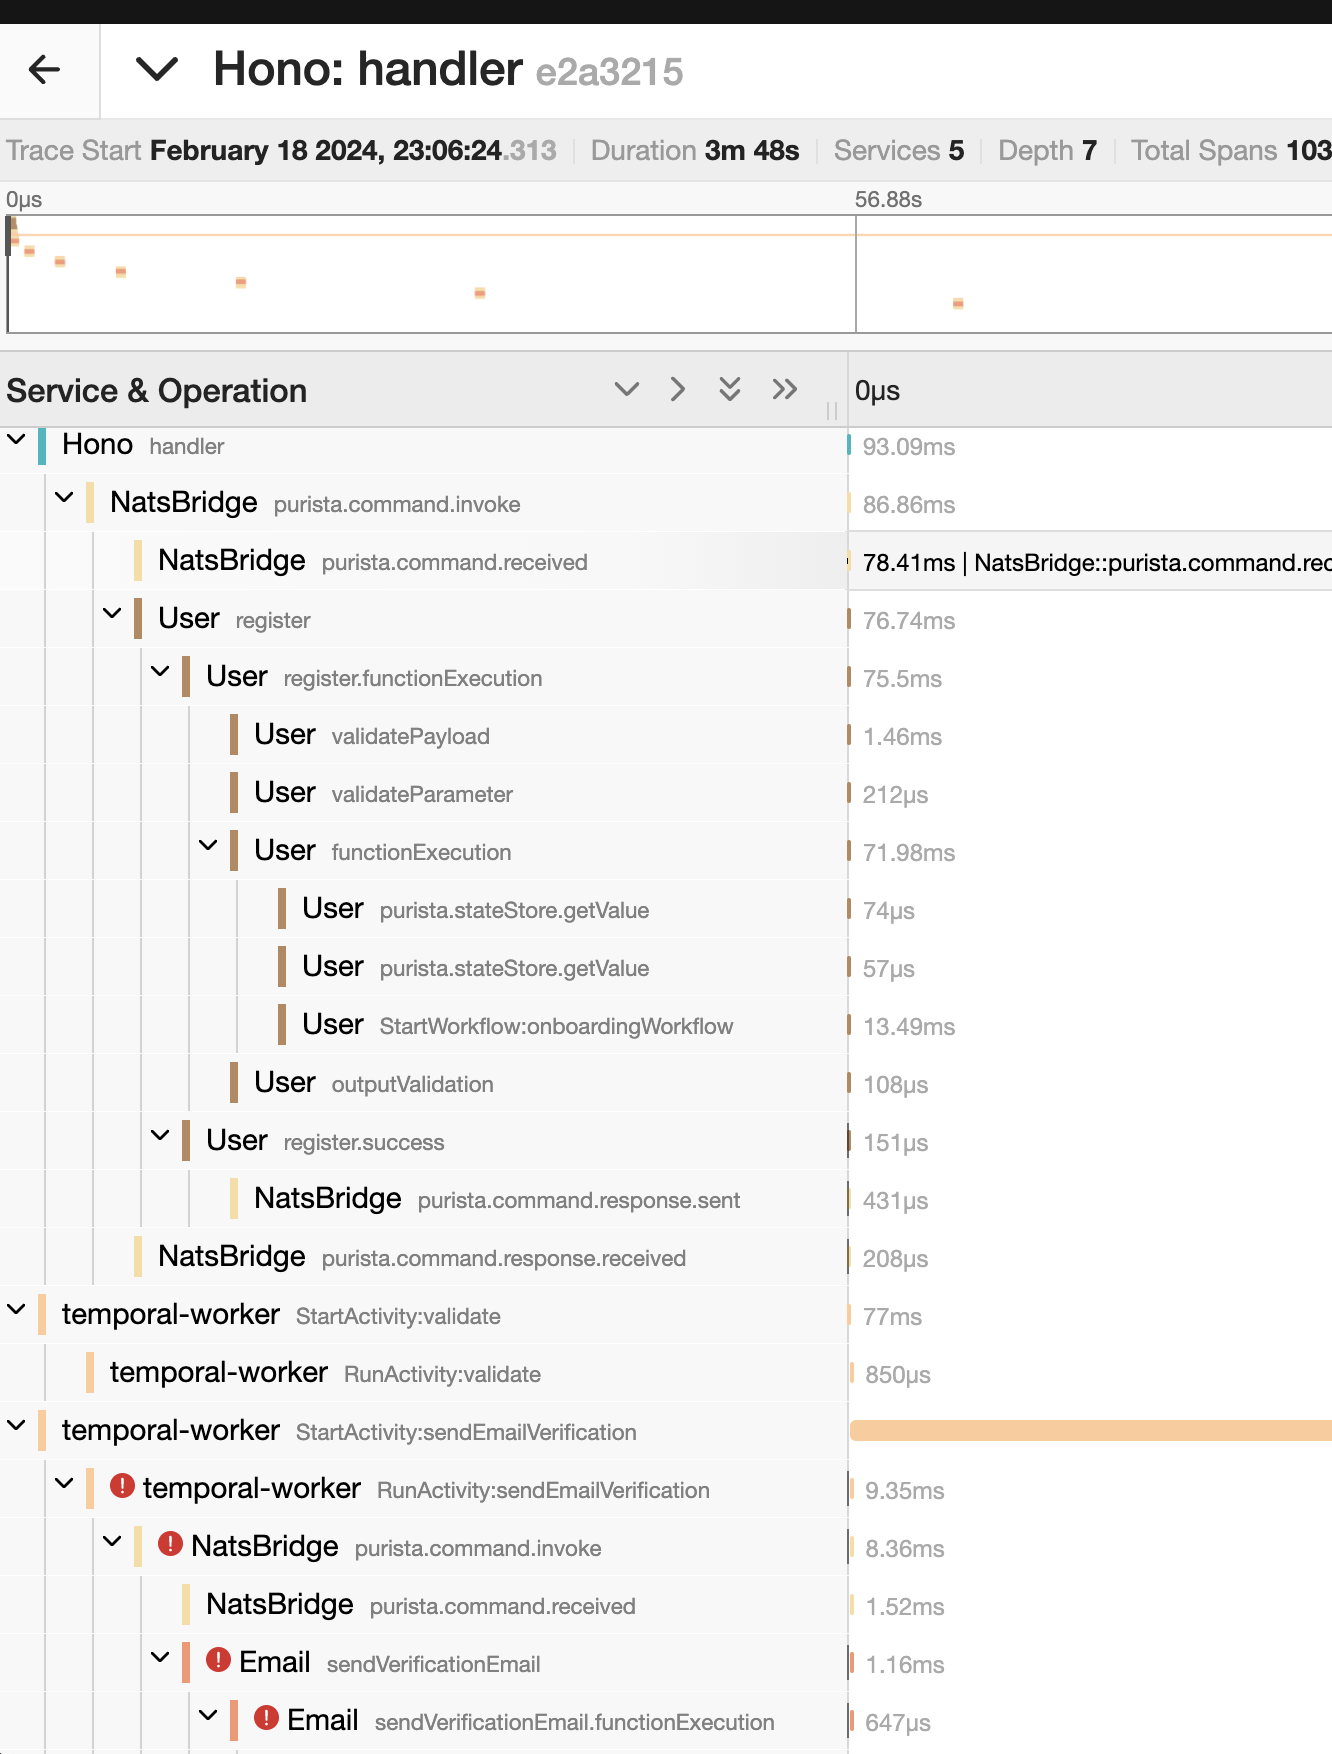 Hono: handler e2a3215
Trace Start February 18 2024, 23:06:24.313 Duration 3m 48s Services 5 Depth 7 Total Spans 103
0μs 56.88s
Service & Operation 0μs
Hono handler 93.09ms
NatsBridge purista.command.invoke 86.86ms
NatsBridge purista.command.received 78.41ms | NatsBridge::purista.command.rec
User register 76.74ms
User register.functionExecution 75.5ms
User validatePayload 1.46ms
User validateParameter 212μs
User functionExecution 71.98ms
User purista.stateStore.getValue 74μs
User purista.stateStore.getValue 57μs
User StartWorkflow:onboardingWorkflow 13.49ms
User outputValidation 108μs
User register.success 151μs
NatsBridge purista.command.response.sent 431μs
NatsBridge purista.command.response.received 208μs
temporal-worker StartActivity:validate 77ms
temporal-worker RunActivity:validate 850μs
temporal-worker StartActivity:sendEmailVerification
temporal-worker RunActivity:sendEmailVerification 9.35ms
NatsBridge purista.command.invoke 8.36ms
NatsBridge purista.command.received 1.52ms
Email sendVerificationEmail 1.16ms
Email sendVerificationEmail.functionExecution 647μs